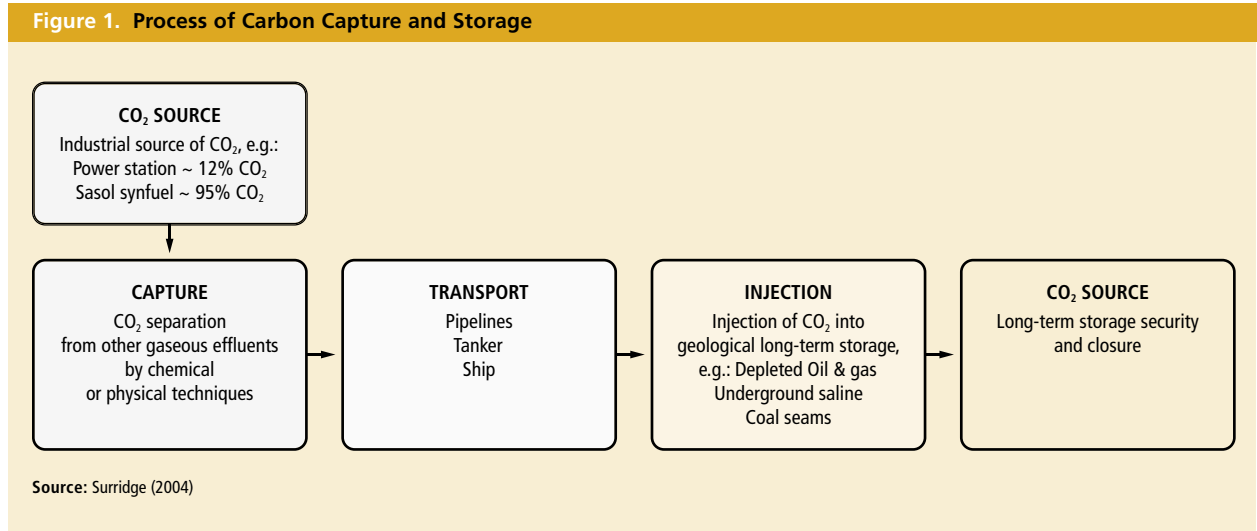 Figure 1. Process of Carbon Capture and Storage
CO₂ SOURCE
Industrial source of CO₂, e.g.:
Power station ~ 12% CO₂
Sasol synfuel ~ 95% CO₂
CAPTURE
CO₂ separation
from other gaseous effluents
by chemical
or physical techniques
TRANSPORT
Pipelines
Tanker
Ship
INJECTION
Injection of CO₂ into
geological long-term storage,
e.g.: Depleted Oil & gas
Underground saline
Coal seams
CO₂ SOURCE
Long-term storage security
and closure
Source: Surridge (2004)